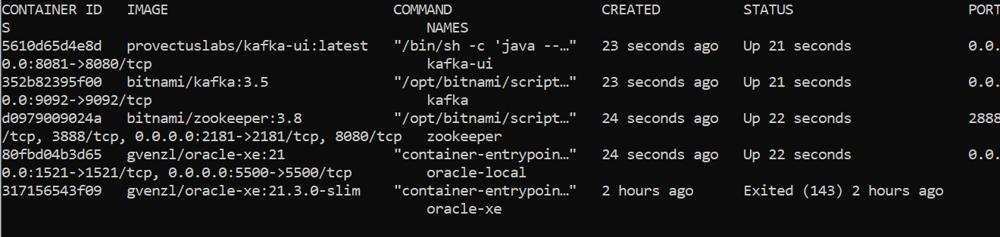 CONTAINER ID   IMAGE                         COMMAND                  CREATED          STATUS                     PORT
S                                                 NAMES
5610d65d4e8d   provectuslabs/kafka-ui:latest   "/bin/sh -c 'java --…"   23 seconds ago   Up 21 seconds              0.0.
0.0:8081->8080/tcp                                kafka-ui
352b82395f00   bitnami/kafka:3.5               "/opt/bitnami/script…"   23 seconds ago   Up 21 seconds              0.0.
0.0:9092->9092/tcp                                kafka
d0979009024a   bitnami/zookeeper:3.8           "/opt/bitnami/script…"   24 seconds ago   Up 22 seconds              2888
/tcp, 3888/tcp, 0.0.0.0:2181->2181/tcp, 8080/tcp   zookeeper
80fbd04b3d65   gvenzl/oracle-xe:21             "container-entrypoin…"   24 seconds ago   Up 22 seconds              0.0.
0.0:1521->1521/tcp, 0.0.0.0:5500->5500/tcp         oracle-local
317156543f09   gvenzl/oracle-xe:21.3.0-slim    "container-entrypoin…"   2 hours ago      Exited (143) 2 hours ago
oracle-xe